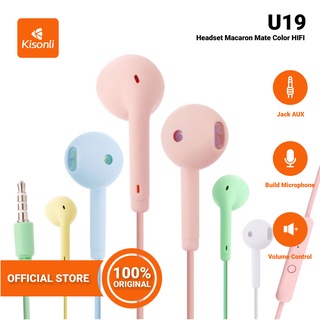 Kisonli
U19
Headset Macaron Mate Color HIFI
Jack AUX
Build Microphone
Volume Control
OFFICIAL STORE
100%
ORIGINAL